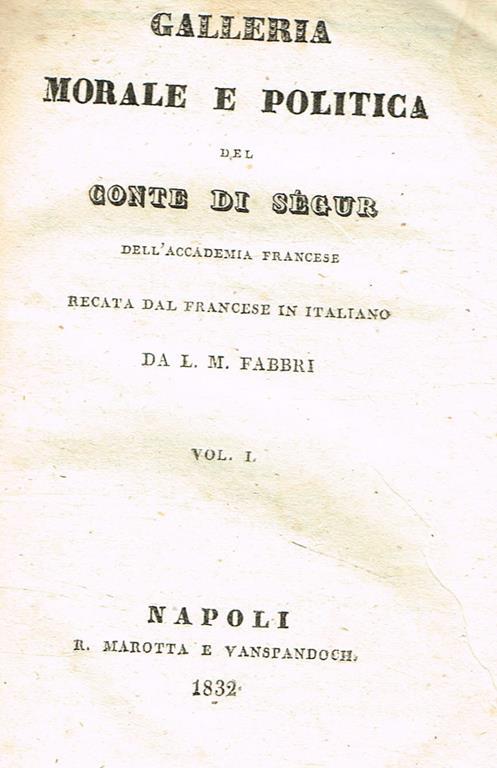 GALLERIA
MORALE E POLITICA
DEL
CONTE DI SÈGUR
DELL'ACCADEMIA FRANCESE
RECATA DAL FRANCESE IN ITALIANO
DA L. M. FABBRI
VOL. I.
NAPOLI
R. MAROTTA E VANSPANDOCH.
1832